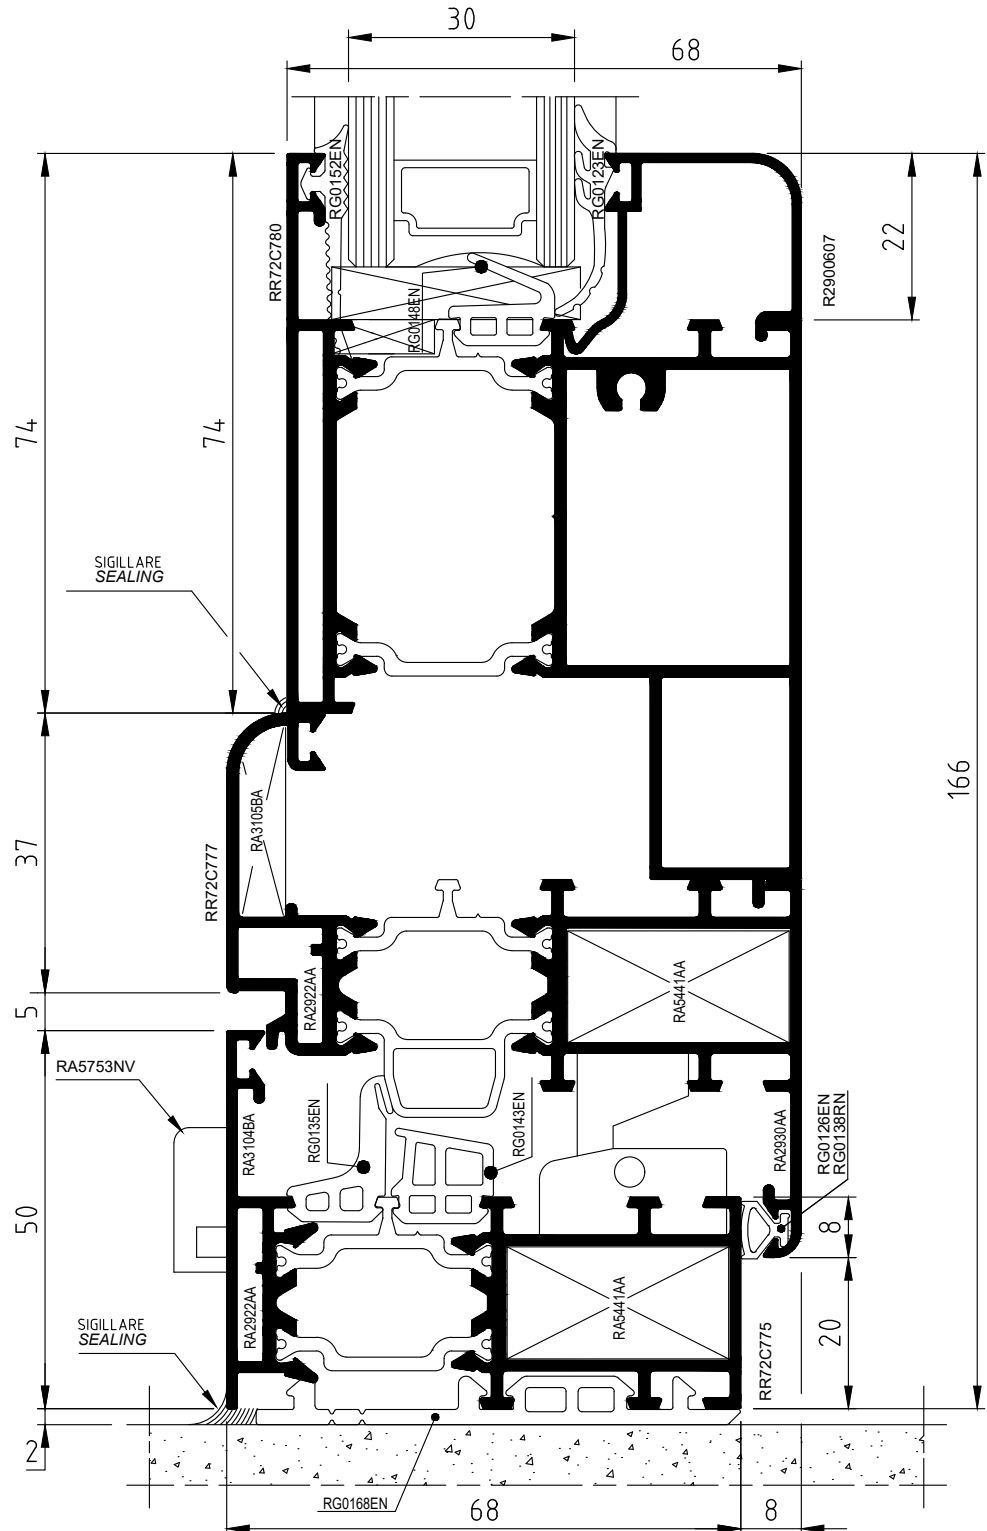 30
68
RG0152EN
RG0123EN
RR72C780
R2900607
22
RG0148EN
74
74
SIGILLARE
SEALING
166
RA3105BA
37
RR72C777
RA2922AA
RA5441AA
5
RA5753NV
RA3104BA
RG0135EN
RG0143EN
RA2930AA
RG0126EN
RG0138RN
50
8
RA2922AA
RA5441AA
SIGILLARE
SEALING
20
RR72C775
2
RG0168EN
68
8